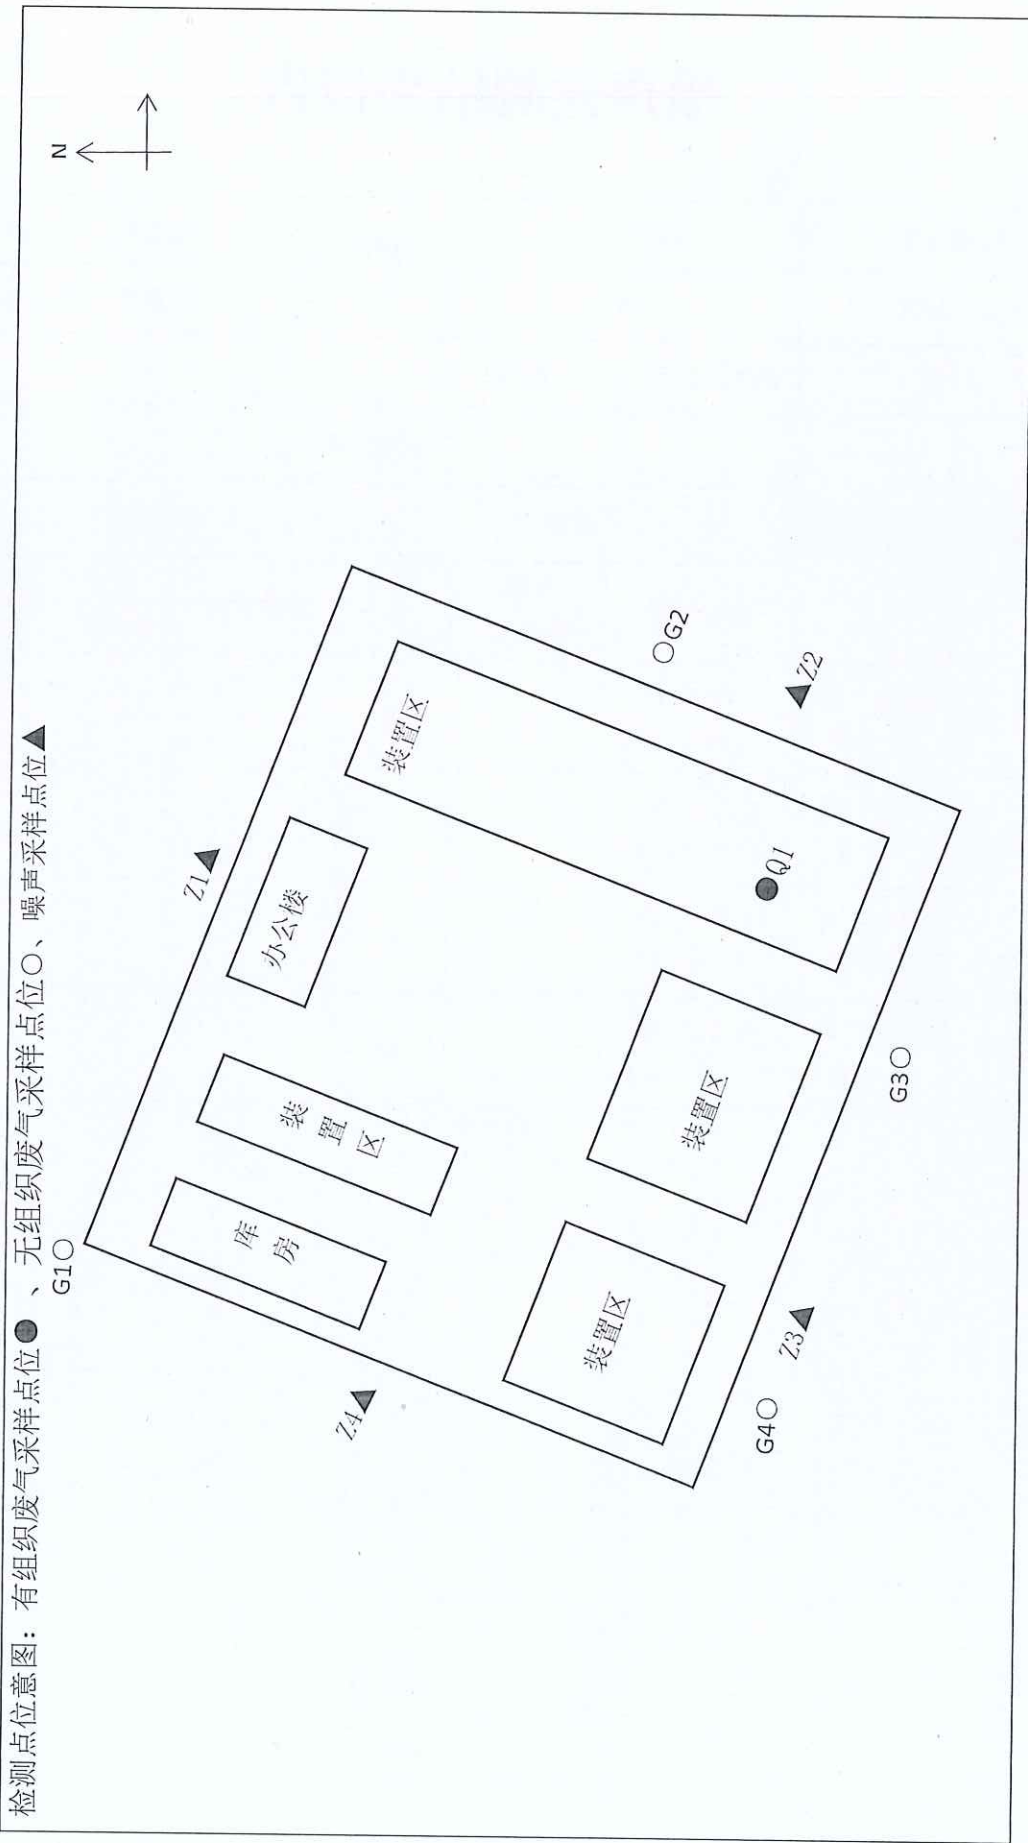 检测点位意图：有组织废气采样点位●、无组织废气采样点位○、噪声采样点位▲
N
G1○
Z1▲
办公楼
装置区
○G2
▲Z2
库房
装置区
Z4▲
装置区
装置区
●Q1
Z3▲
G4○
G3○